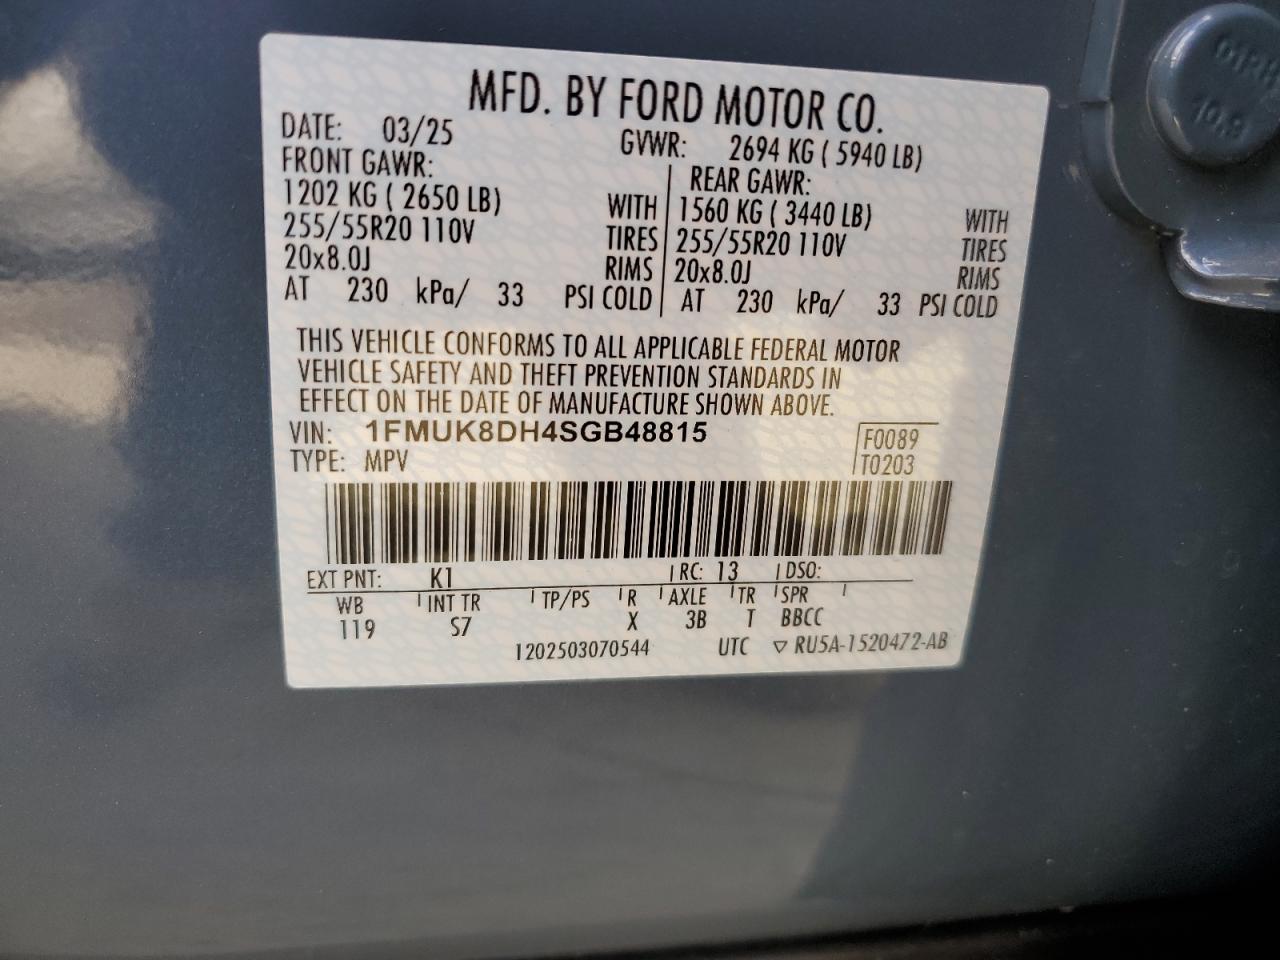 MFD. BY FORD MOTOR CO.
DATE: 03/25 GVWR: 2694 KG ( 5940 LB)
FRONT GAWR: REAR GAWR:
1202 KG ( 2650 LB) WITH 1560 KG ( 3440 LB) WITH
255/55R20 110V TIRES 255/55R20 110V TIRES
20x8.0J RIMS 20x8.0J RIMS
AT 230 kPa/ 33 PSI COLD AT 230 kPa/ 33 PSI COLD
THIS VEHICLE CONFORMS TO ALL APPLICABLE FEDERAL MOTOR
VEHICLE SAFETY AND THEFT PREVENTION STANDARDS IN
EFFECT ON THE DATE OF MANUFACTURE SHOWN ABOVE.
VIN: 1FMUK8DH4SGB48815 F0089
TYPE: MPV T0203
EXT PNT: K1 RC: 13 DSO:
WB INT TR TP/PS R AXLE TR SPR
119 S7 X 3B T BBCC
1202503070544 UTC ▽ RU5A-1520472-AB
10.9